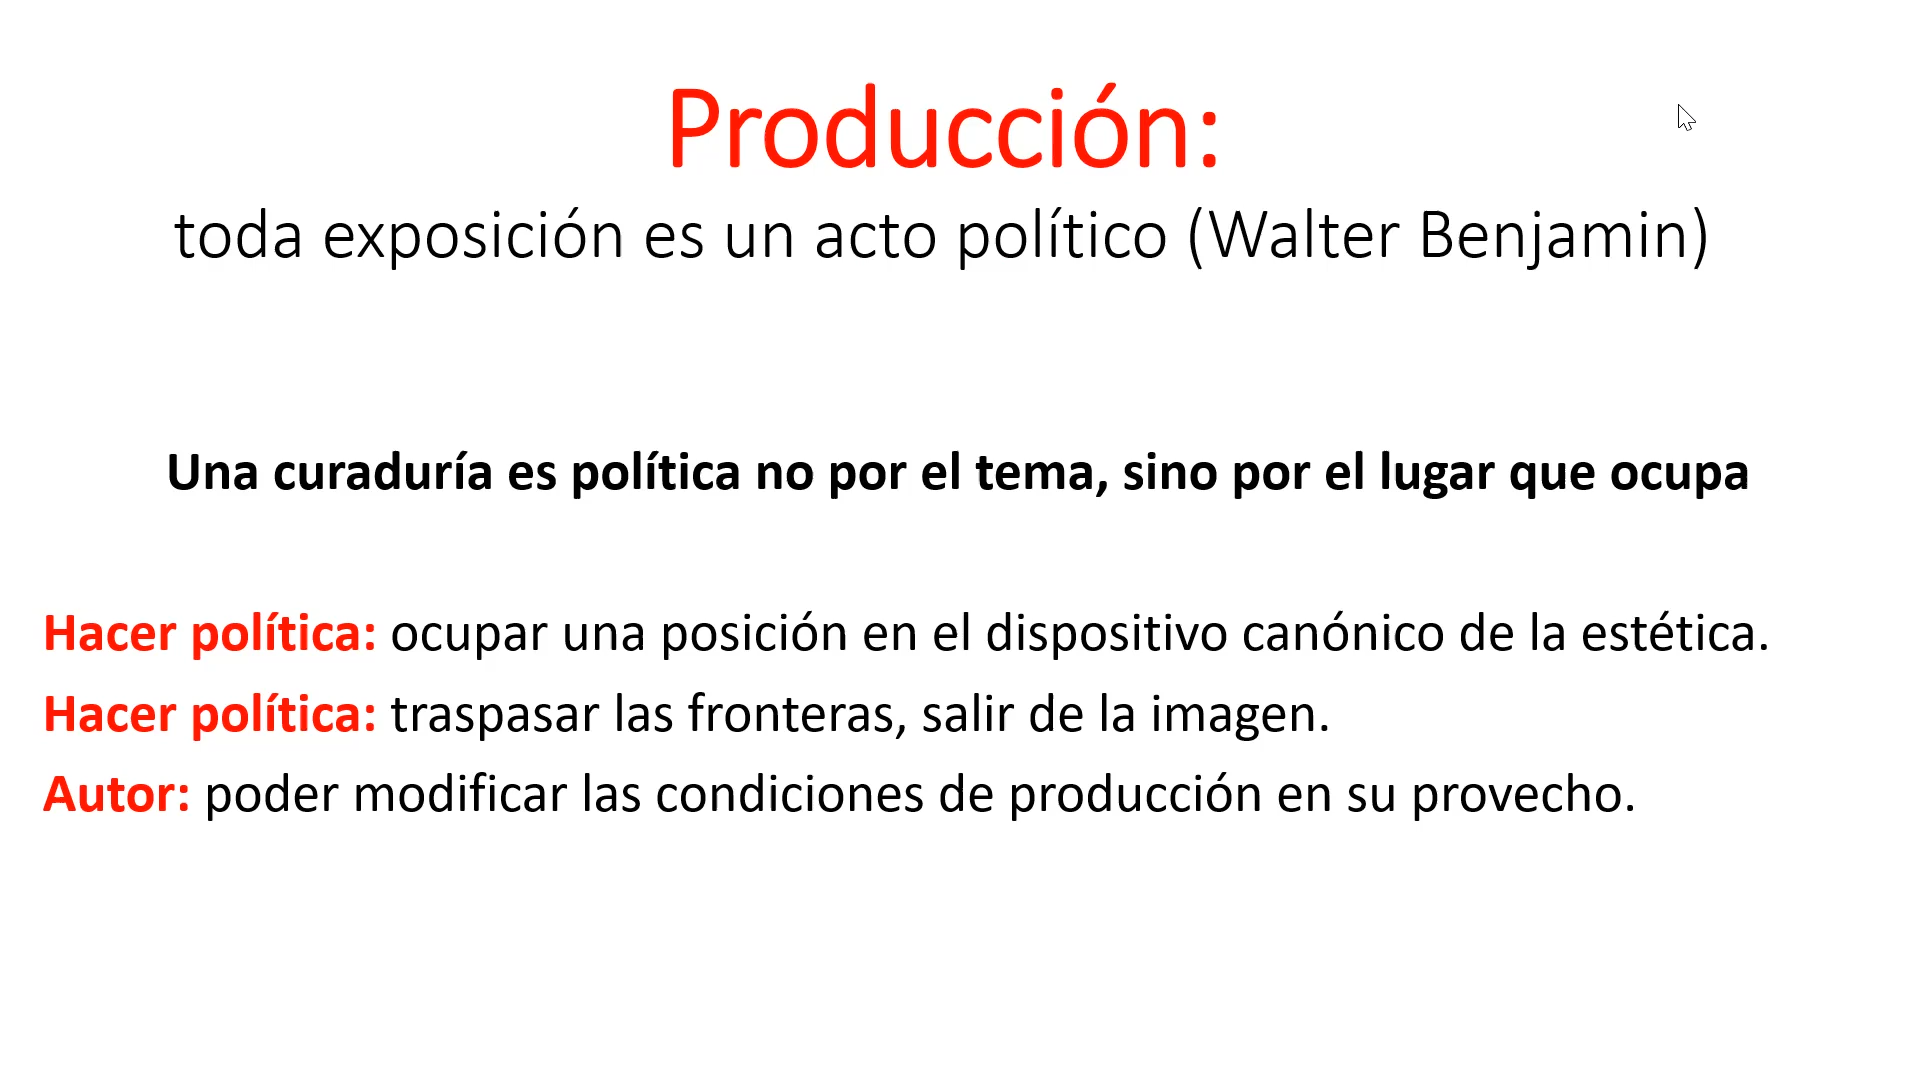 Producción:
toda exposición es un acto político (Walter Benjamin)
Una curaduría es política no por el tema, sino por el lugar que ocupa
Hacer política: ocupar una posición en el dispositivo canónico de la estética.
Hacer política: traspasar las fronteras, salir de la imagen.
Autor: poder modificar las condiciones de producción en su provecho.